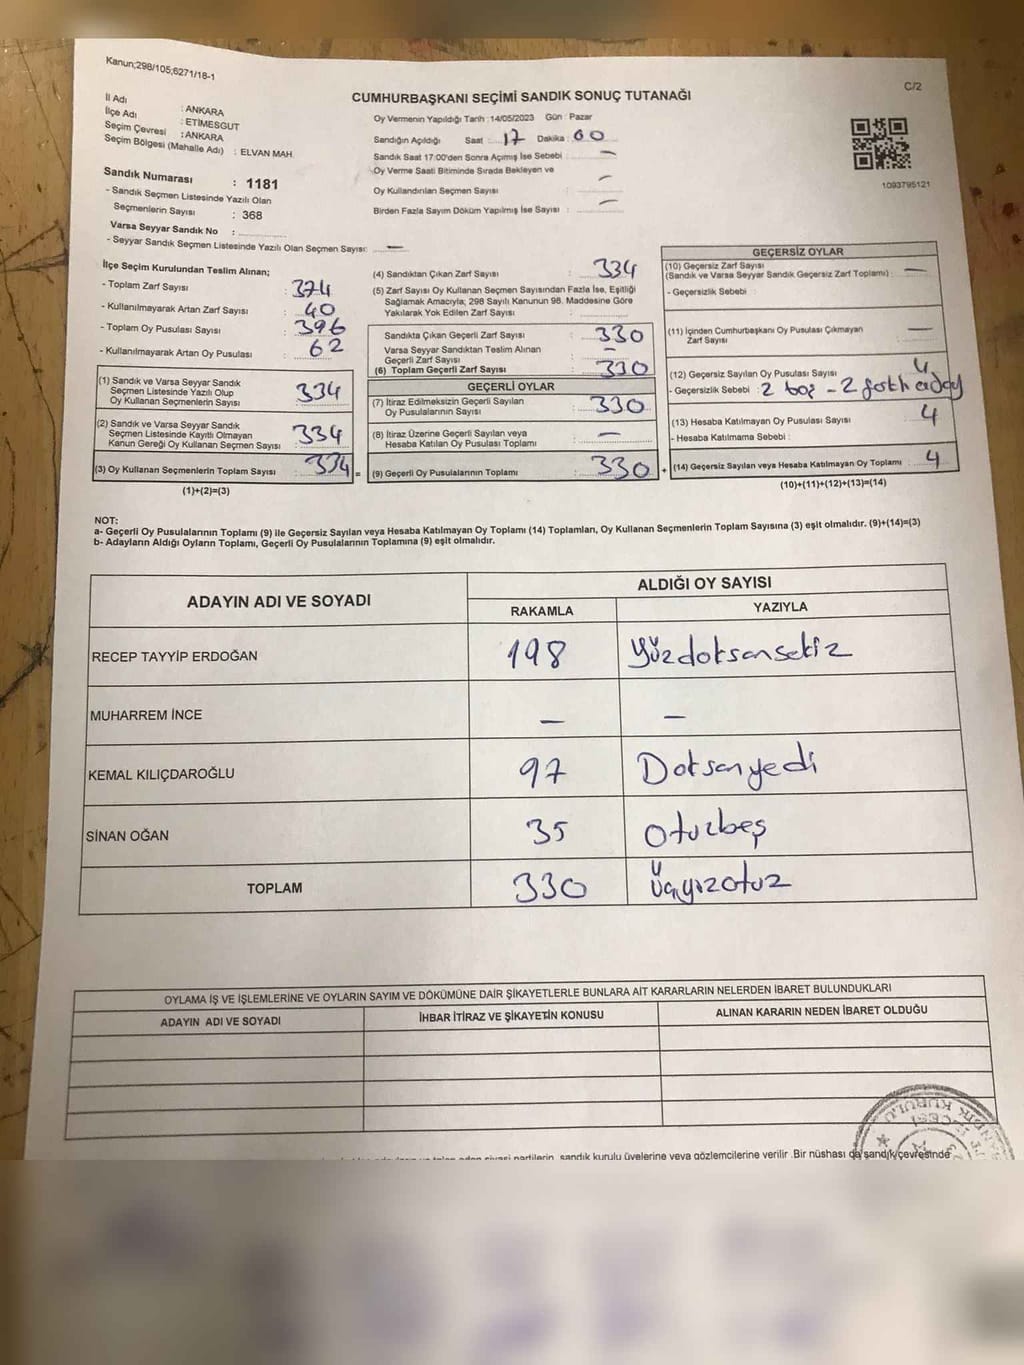 Kanun;298/105;6271/18-1
C/2
CUMHURBAŞKANI SEÇİMİ SANDIK SONUÇ TUTANAĞI
İl Adı : ANKARA
İlçe Adı : ETİMESGUT
Seçim Çevresi : ANKARA
Seçim Bölgesi (Mahalle Adı) : ELVAN MAH.
Sandık Numarası : 1181
- Sandık Seçmen Listesinde Yazılı Olan
Seçmenlerin Sayısı : 368
Varsa Seyyar Sandık No :
- Seyyar Sandık Seçmen Listesinde Yazılı Olan Seçmen Sayısı: —
Oy Vermenin Yapıldığı Tarih :14/05/2023 Gün : Pazar
Sandığın Açıldığı Saat : 17 Dakika : 00
Sandık Saat 17:00'den Sonra Açımış İse Sebebi : —
Oy Verme Saati Bitiminde Sırada Bekleyen ve —
Oy Kullandırılan Seçmen Sayısı :
Birden Fazla Sayım Döküm Yapılmış İse Sayısı : —
1093795121
İlçe Seçim Kurulundan Teslim Alınan;
- Toplam Zarf Sayısı : 374
- Kullanılmayarak Artan Zarf Sayısı : 40
- Toplam Oy Pusulası Sayısı : 396
- Kullanılmayarak Artan Oy Pusulası : 62
(1) Sandık ve Varsa Seyyar Sandık
Seçmen Listesinde Yazılı Olup
Oy Kullanan Seçmenlerin Sayısı : 334
(2) Sandık ve Varsa Seyyar Sandık
Seçmen Listesinde Kayıtlı Olmayan
Kanun Gereği Oy Kullanan Seçmen Sayısı : 334
(3) Oy Kullanan Seçmenlerin Toplam Sayısı : 334 =
(1)+(2)=(3)
(4) Sandıktan Çıkan Zarf Sayısı : 334
(5) Zarf Sayısı Oy Kullanan Seçmen Sayısından Fazla İse, Eşitliği
Sağlamak Amacıyla; 298 Sayılı Kanunun 98. Maddesine Göre
Yakılarak Yok Edilen Zarf Sayısı :
Sandıkta Çıkan Geçerli Zarf Sayısı : 330
Varsa Seyyar Sandıktan Teslim Alınan
Geçerli Zarf Sayısı : —
(6) Toplam Geçerli Zarf Sayısı : 330
GEÇERLİ OYLAR
(7) İtiraz Edilmeksizin Geçerli Sayılan
Oy Pusulalarının Sayısı : 330
(8) İtiraz Üzerine Geçerli Sayılan veya
Hesaba Katılan Oy Pusulası Toplamı : —
(9) Geçerli Oy Pusulalarının Toplamı : 330 +
GEÇERSİZ OYLAR
(10) Geçersiz Zarf Sayısı
(Sandık ve Varsa Seyyar Sandık Geçersiz Zarf Toplamı) : —
- Geçersizlik Sebebi :
(11) İçinden Cumhurbaşkanı Oy Pusulası Çıkmayan
Zarf Sayısı : —
(12) Geçersiz Sayılan Oy Pusulası Sayısı : 4
- Geçersizlik Sebebi : 2 boş - 2 farklı aday
(13) Hesaba Katılmayan Oy Pusulası Sayısı : 4
- Hesaba Katılmama Sebebi :
(14) Geçersiz Sayılan veya Hesaba Katılmayan Oy Toplamı : 4
(10)+(11)+(12)+(13)=(14)
NOT:
a- Geçerli Oy Pusulalarının Toplamı (9) ile Geçersiz Sayılan veya Hesaba Katılmayan Oy Toplamı (14) Toplamları, Oy Kullanan Seçmenlerin Toplam Sayısına (3) eşit olmalıdır. (9)+(14)=(3)
b- Adayların Aldığı Oyların Toplamı, Geçerli Oy Pusulalarının Toplamına (9) eşit olmalıdır.
ADAYIN ADI VE SOYADI ALDIĞI OY SAYISI
RAKAMLA YAZIYLA
RECEP TAYYİP ERDOĞAN 198 Yüzdoksansekiz
MUHARREM İNCE — —
KEMAL KILIÇDAROĞLU 97 Doksanyedi
SİNAN OĞAN 35 otuzbeş
TOPLAM 330 üçyüzotuz
OYLAMA İŞ VE İŞLEMLERİNE VE OYLARIN SAYIM VE DÖKÜMÜNE DAİR ŞİKAYETLERLE BUNLARA AİT KARARLARIN NELERDEN İBARET BULUNDUKLARI
ADAYIN ADI VE SOYADI İHBAR İTİRAZ VE ŞİKAYETİN KONUSU ALINAN KARARIN NEDEN İBARET OLDUĞU
siyasi partilerin, sandık kurulu üyelerine veya gözlemcilerine verilir .Bir nüshası da sandık çevresinde